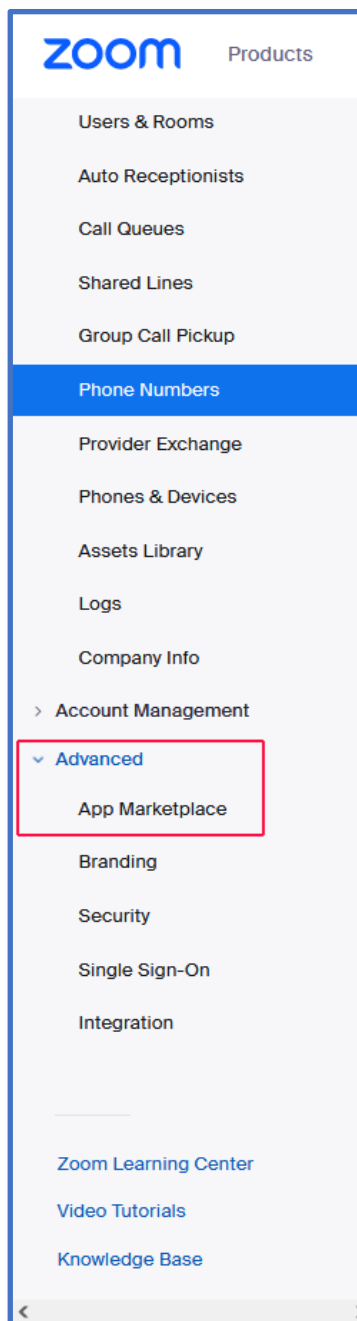 zoom Products
Users & Rooms
Auto Receptionists
Call Queues
Shared Lines
Group Call Pickup
Phone Numbers
Provider Exchange
Phones & Devices
Assets Library
Logs
Company Info
Account Management
Advanced
App Marketplace
Branding
Security
Single Sign-On
Integration
Zoom Learning Center
Video Tutorials
Knowledge Base